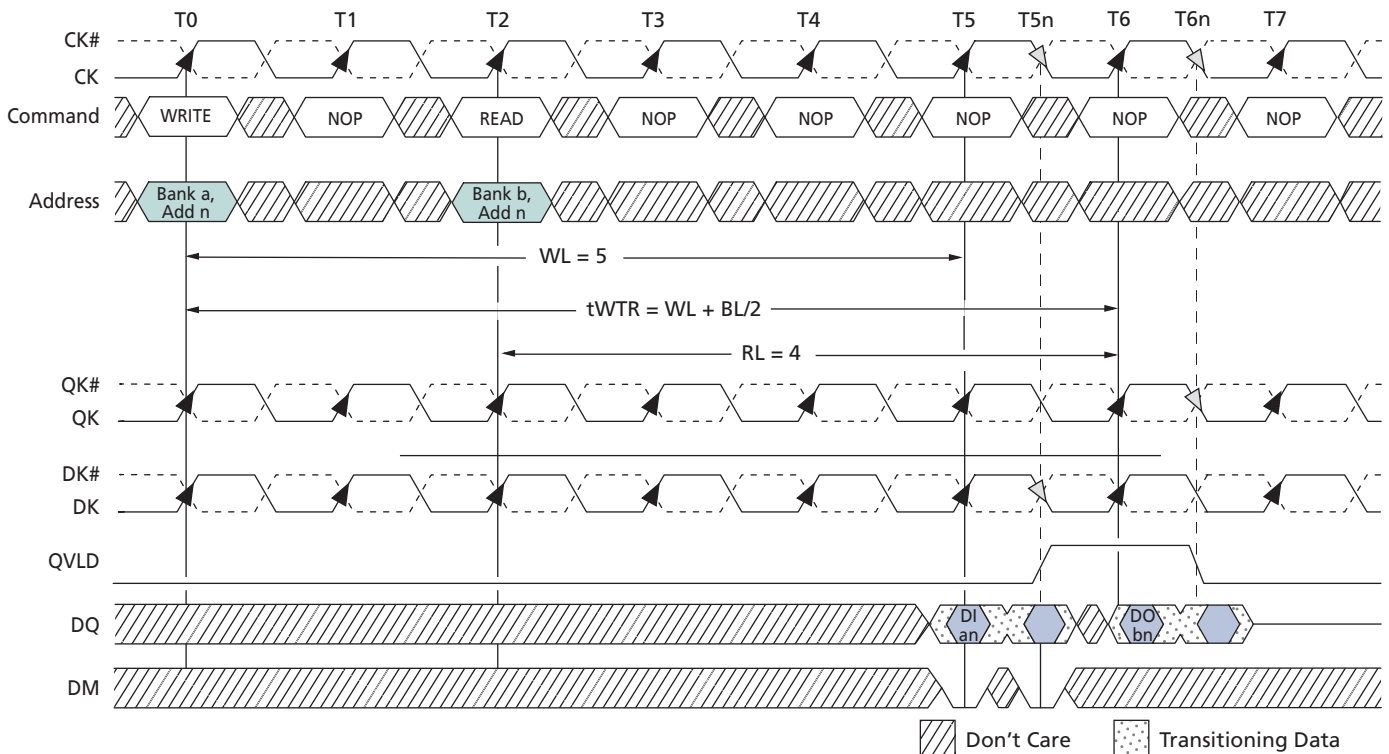 T0 T1 T2 T3 T4 T5 T5n T6 T6n T7
CK#
CK
Command WRITE NOP READ NOP NOP NOP NOP NOP
Address Bank a, Add n Bank b, Add n
WL = 5
tWTR = WL + BL/2
RL = 4
QK#
QK
DK#
DK
QVLD
DQ DI an DO bn
DM
Don't Care Transitioning Data